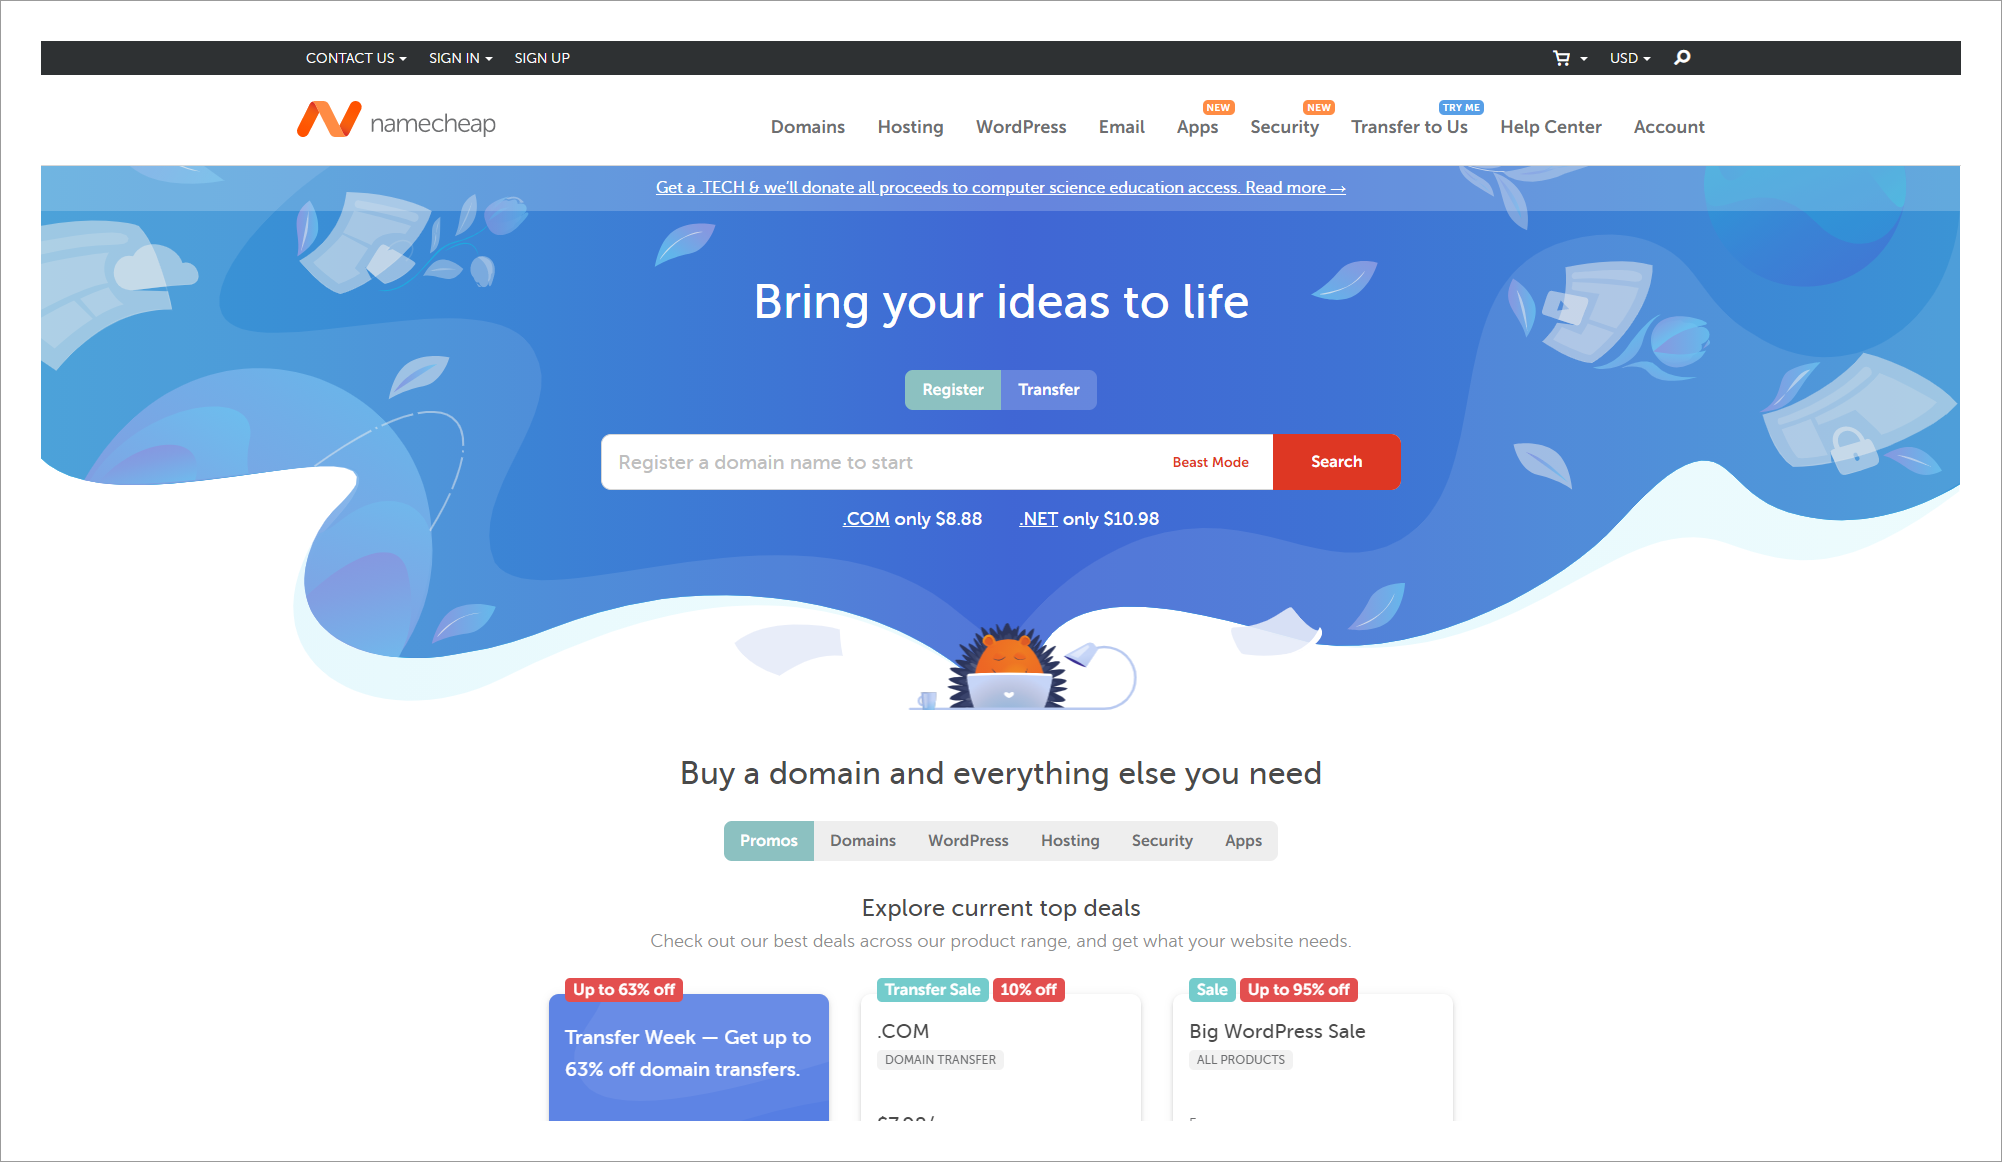 CONTACT US SIGN IN SIGN UP USD
namecheap
NEW NEW TRY ME
Domains Hosting WordPress Email Apps Security Transfer to Us Help Center Account
Get a .TECH & we'll donate all proceeds to computer science education access. Read more →
Bring your ideas to life
Register Transfer
Register a domain name to start Beast Mode Search
.COM only $8.88 .NET only $10.98
Buy a domain and everything else you need
Promos Domains WordPress Hosting Security Apps
Explore current top deals
Check out our best deals across our product range, and get what your website needs.
Up to 63% off
Transfer Week — Get up to
63% off domain transfers.
Transfer Sale 10% off
.COM
DOMAIN TRANSFER
Sale Up to 95% off
Big WordPress Sale
ALL PRODUCTS